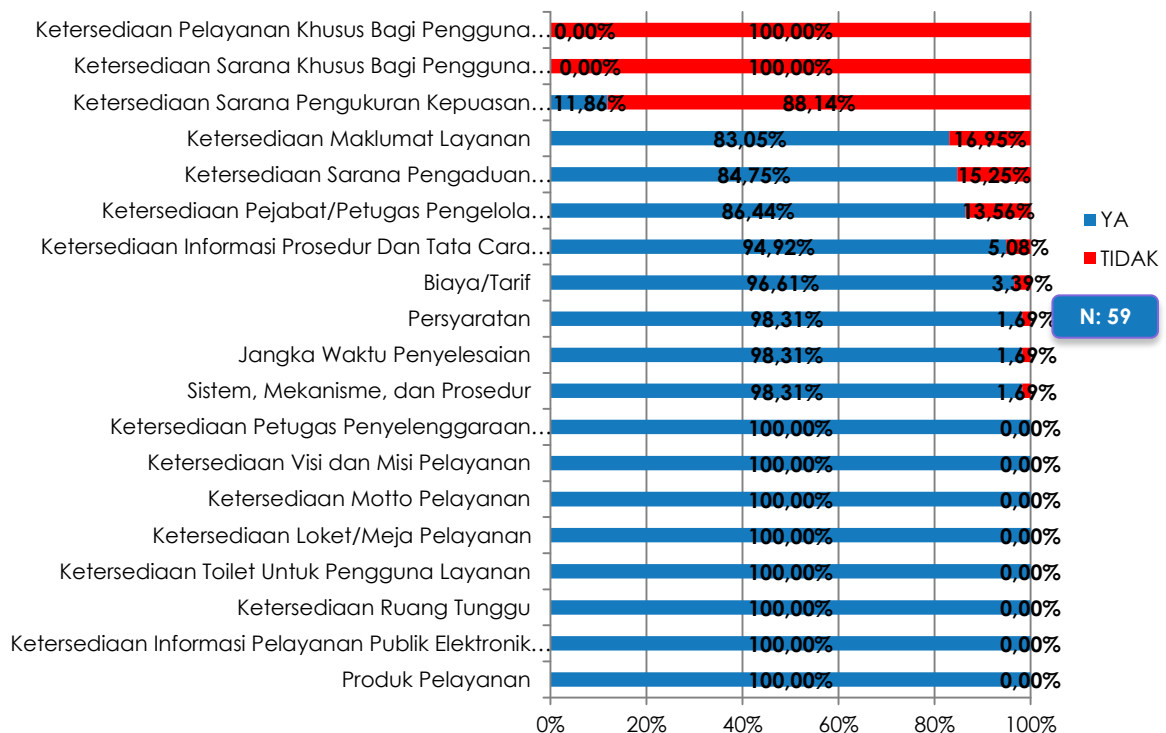 Ketersediaan Pelayanan Khusus Bagi Pengguna… 0,00% 100,00%
Ketersediaan Sarana Khusus Bagi Pengguna… 0,00% 100,00%
Ketersediaan Sarana Pengukuran Kepuasan… 11,86% 88,14%
Ketersediaan Maklumat Layanan 83,05% 16,95%
Ketersediaan Sarana Pengaduan… 84,75% 15,25%
Ketersediaan Pejabat/Petugas Pengelola… 86,44% 13,56%
Ketersediaan Informasi Prosedur Dan Tata Cara… 94,92% 5,08%
Biaya/Tarif 96,61% 3,39%
Persyaratan 98,31% 1,69%
Jangka Waktu Penyelesaian 98,31% 1,69%
Sistem, Mekanisme, dan Prosedur 98,31% 1,69%
Ketersediaan Petugas Penyelenggaraan… 100,00% 0,00%
Ketersediaan Visi dan Misi Pelayanan 100,00% 0,00%
Ketersediaan Motto Pelayanan 100,00% 0,00%
Ketersediaan Loket/Meja Pelayanan 100,00% 0,00%
Ketersediaan Toilet Untuk Pengguna Layanan 100,00% 0,00%
Ketersediaan Ruang Tunggu 100,00% 0,00%
Ketersediaan Informasi Pelayanan Publik Elektronik… 100,00% 0,00%
Produk Pelayanan 100,00% 0,00%
0% 20% 40% 60% 80% 100%
YA
TIDAK
N: 59